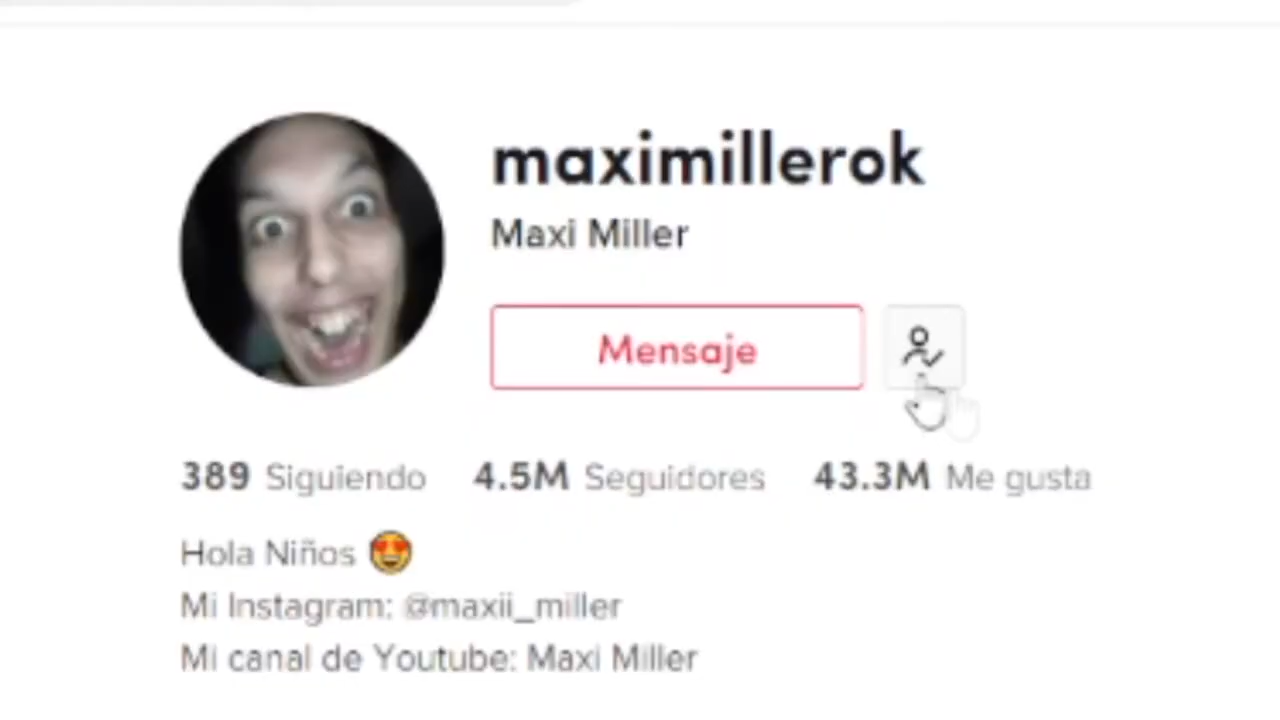 maximillerok
Maxi Miller
Mensaje
389 Siguiendo 4.5M Seguidores 43.3M Me gusta
Hola Niños 😍
Mi Instagram: @maxii_miller
Mi canal de Youtube: Maxi Miller